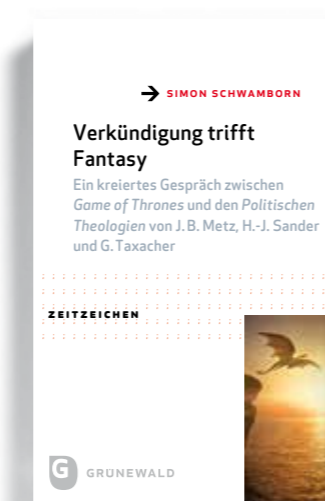 → SIMON SCHWAMBORN
Verkündigung trifft
Fantasy
Ein kreiertes Gespräch zwischen
Game of Thrones und den Politischen
Theologien von J. B. Metz, H.-J. Sander
und G. Taxacher
ZEITZEICHEN
G GRÜNEWALD